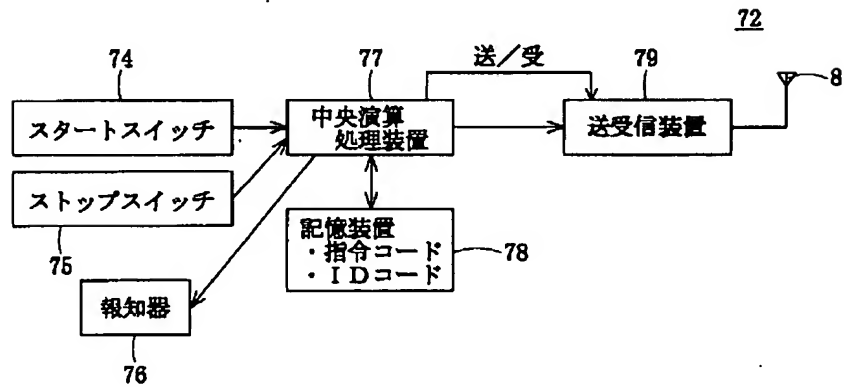 72
74
77
送／受
79
8
スタートスイッチ
中央演算
処理装置
送受信装置
ストップスイッチ
75
記憶装置
・指令コード
・ＩＤコード
78
報知器
76